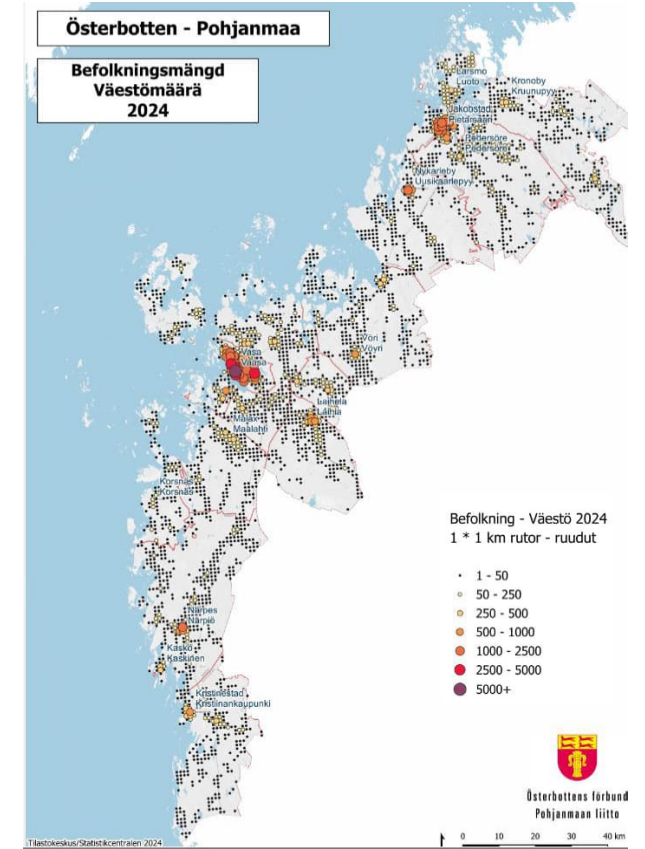 Österbotten - Pohjanmaa
Befolkningsmängd
Väestömäärä
2024
Larsmo
Luoto
Kronoby
Kruunupyy
Jakobstad
Pietarsaari
Pedersöre
Pedersöre
Nykarleby
Uusikaarlepyy
Vörå
Vöyri
Vasa
Vaasa
Laihela
Laihia
Malax
Maalahti
Korsnäs
Korsnäs
Närpes
Närpiö
Kaskö
Kaskinen
Kristinestad
Kristiinankaupunki
Befolkning - Väestö 2024
1 * 1 km rutor - ruudut
1 - 50
50 - 250
250 - 500
500 - 1000
1000 - 2500
2500 - 5000
5000+
Österbottens förbund
Pohjanmaan liitto
0 10 20 30 40 km
Tilastokeskus/Statistikcentralen 2024